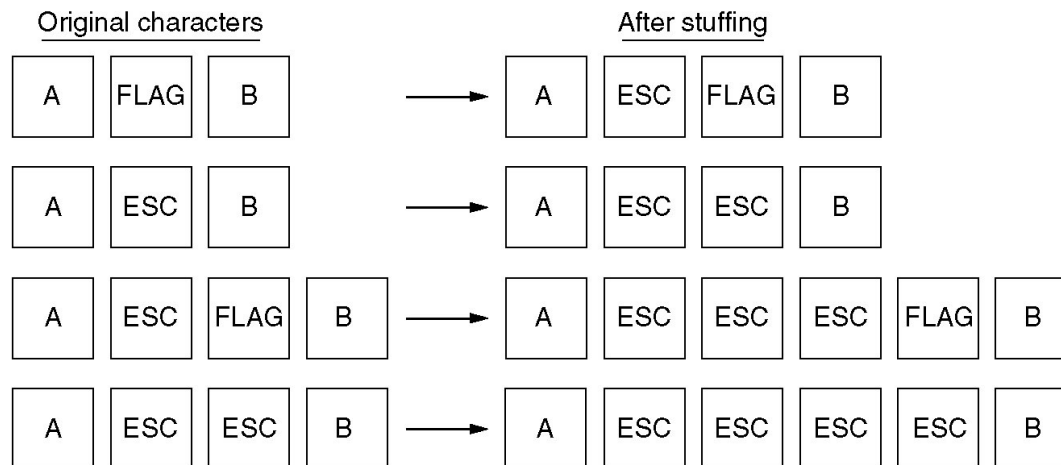 Original characters After stuffing
A FLAG B A ESC FLAG B
A ESC B A ESC ESC B
A ESC FLAG B A ESC ESC ESC FLAG B
A ESC ESC B A ESC ESC ESC ESC B